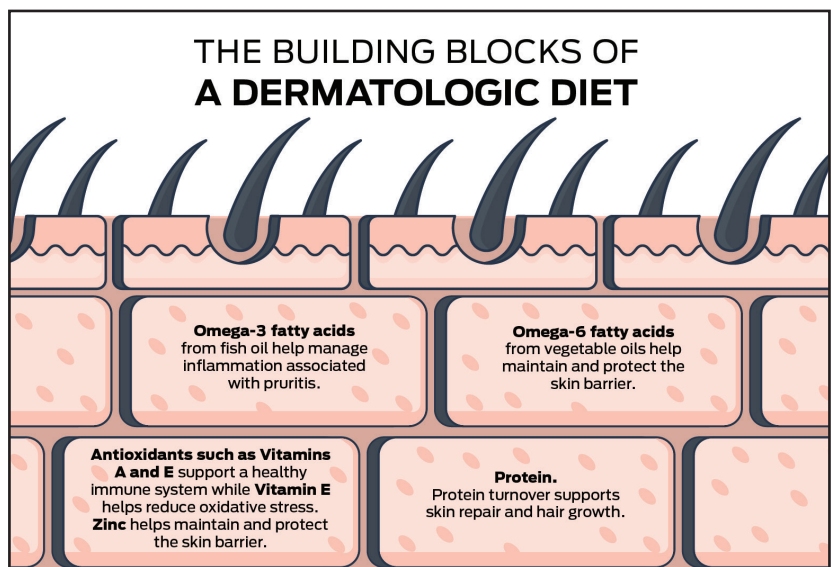 THE BUILDING BLOCKS OF
A DERMATOLOGIC DIET
Omega-3 fatty acids
from fish oil help manage
inflammation associated
with pruritis.
Omega-6 fatty acids
from vegetable oils help
maintain and protect the
skin barrier.
Antioxidants such as Vitamins
A and E support a healthy
immune system while Vitamin E
helps reduce oxidative stress.
Zinc helps maintain and protect
the skin barrier.
Protein.
Protein turnover supports
skin repair and hair growth.